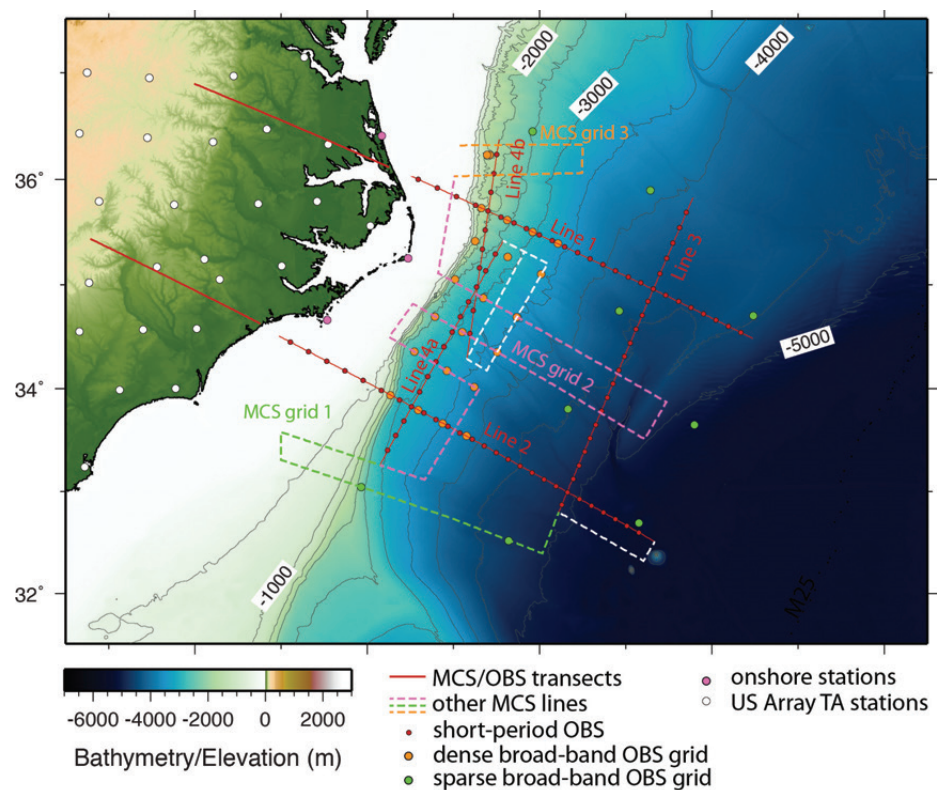 -2000
-4000
-3000
MCS grid 3
Line 4b
36°
Line 1
Line 3
-5000
MCS grid 2
34°
Line 4a
MCS grid 1
Line 2
32°
-1000
M25
-6000 -4000 -2000 0 2000
Bathymetry/Elevation (m)
MCS/OBS transects
other MCS lines
short-period OBS
dense broad-band OBS grid
sparse broad-band OBS grid
onshore stations
US Array TA stations